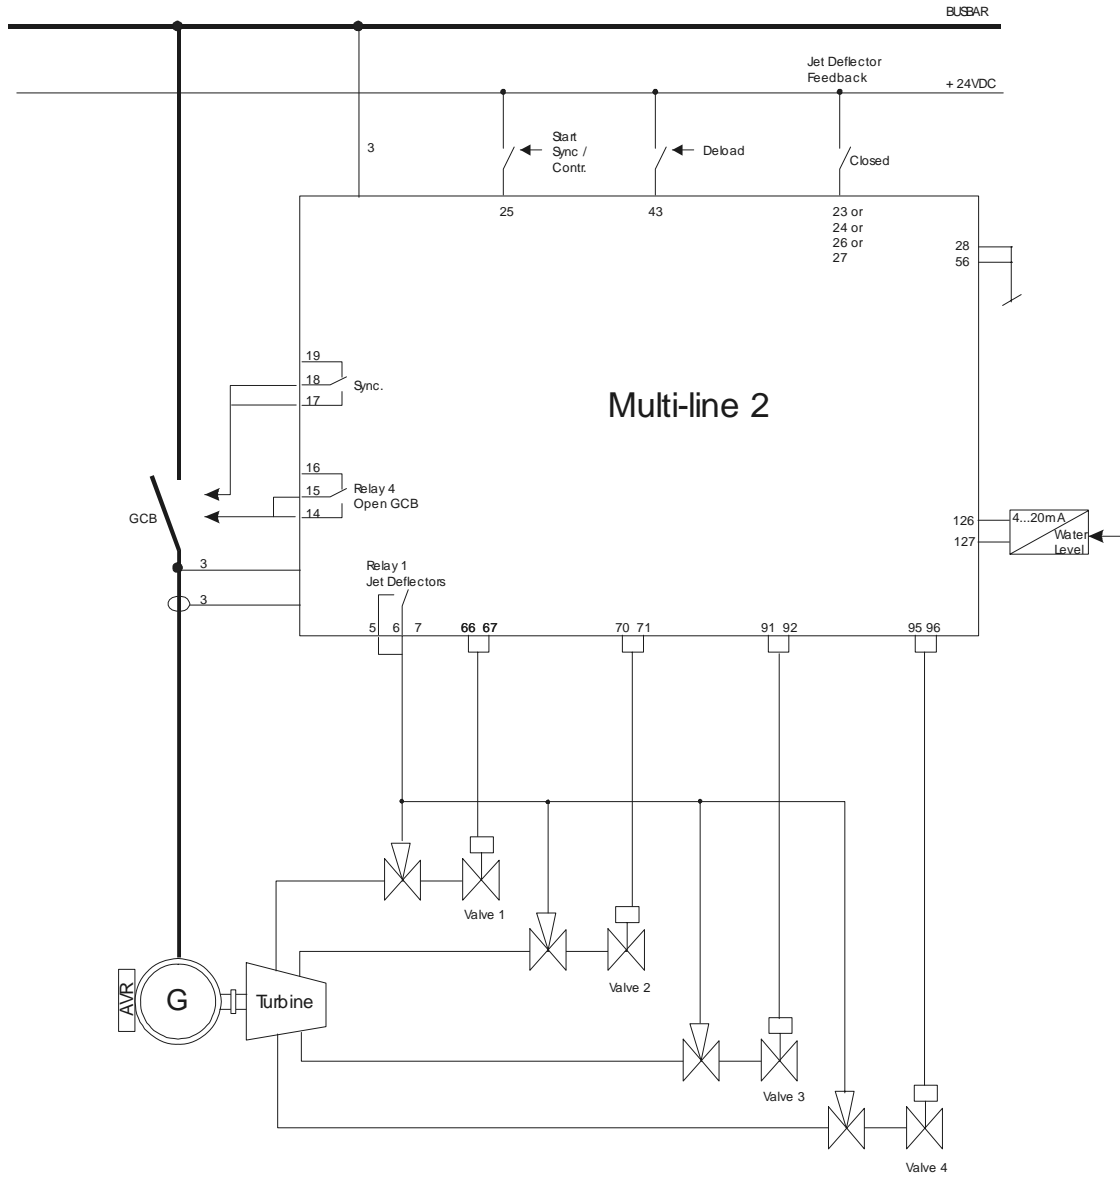 BUSBAR
Jet Deflector
Feedback
+ 24VDC
3
Start
Sync /
Contr.
Deload
Closed
25
43
23 or
24 or
26 or
27
28
56
19
18
Sync.
17
Multi-line 2
16
15
Relay 4
Open GCB
14
GCB
126
4...20mA
127
Water
Level
3
3
Relay 1
Jet Deflectors
5 6 7 66 67 70 71 91 92 95 96
Valve 1
Valve 2
AVR
G
Turbine
Valve 3
Valve 4